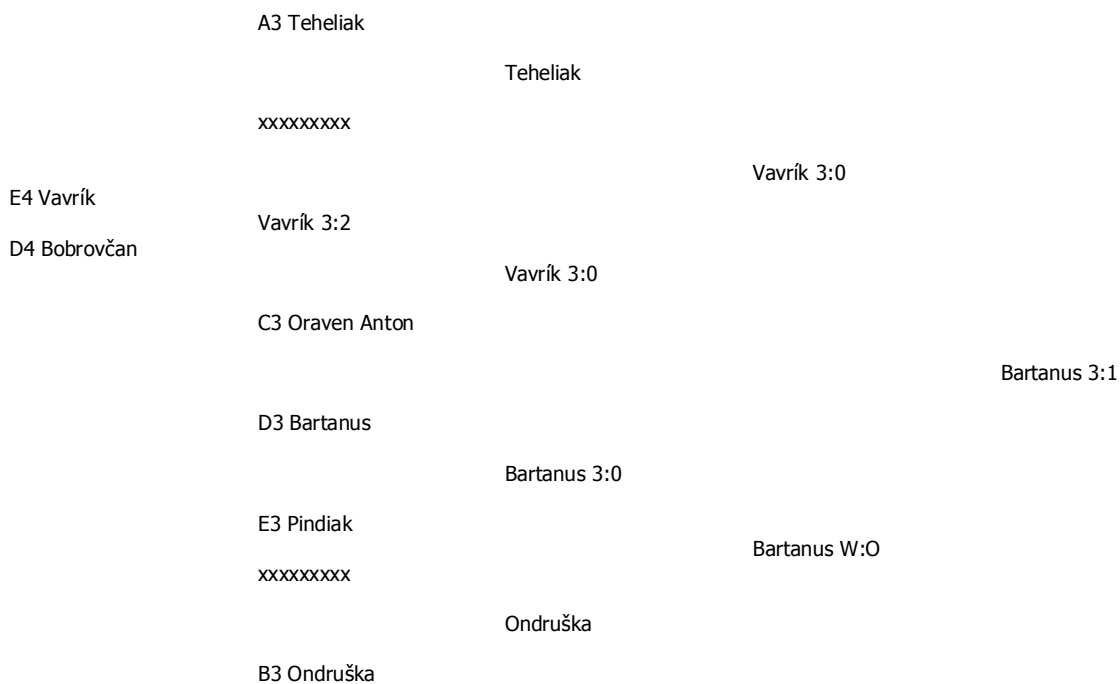 A3 Teheliak
Teheliak
xxxxxxxxx
Vavrík 3:0
E4 Vavrík
Vavrík 3:2
D4 Bobrovčan
Vavrík 3:0
C3 Oraven Anton
Bartanus 3:1
D3 Bartanus
Bartanus 3:0
E3 Pindiak
Bartanus W:O
xxxxxxxxx
Ondruška
B3 Ondruška